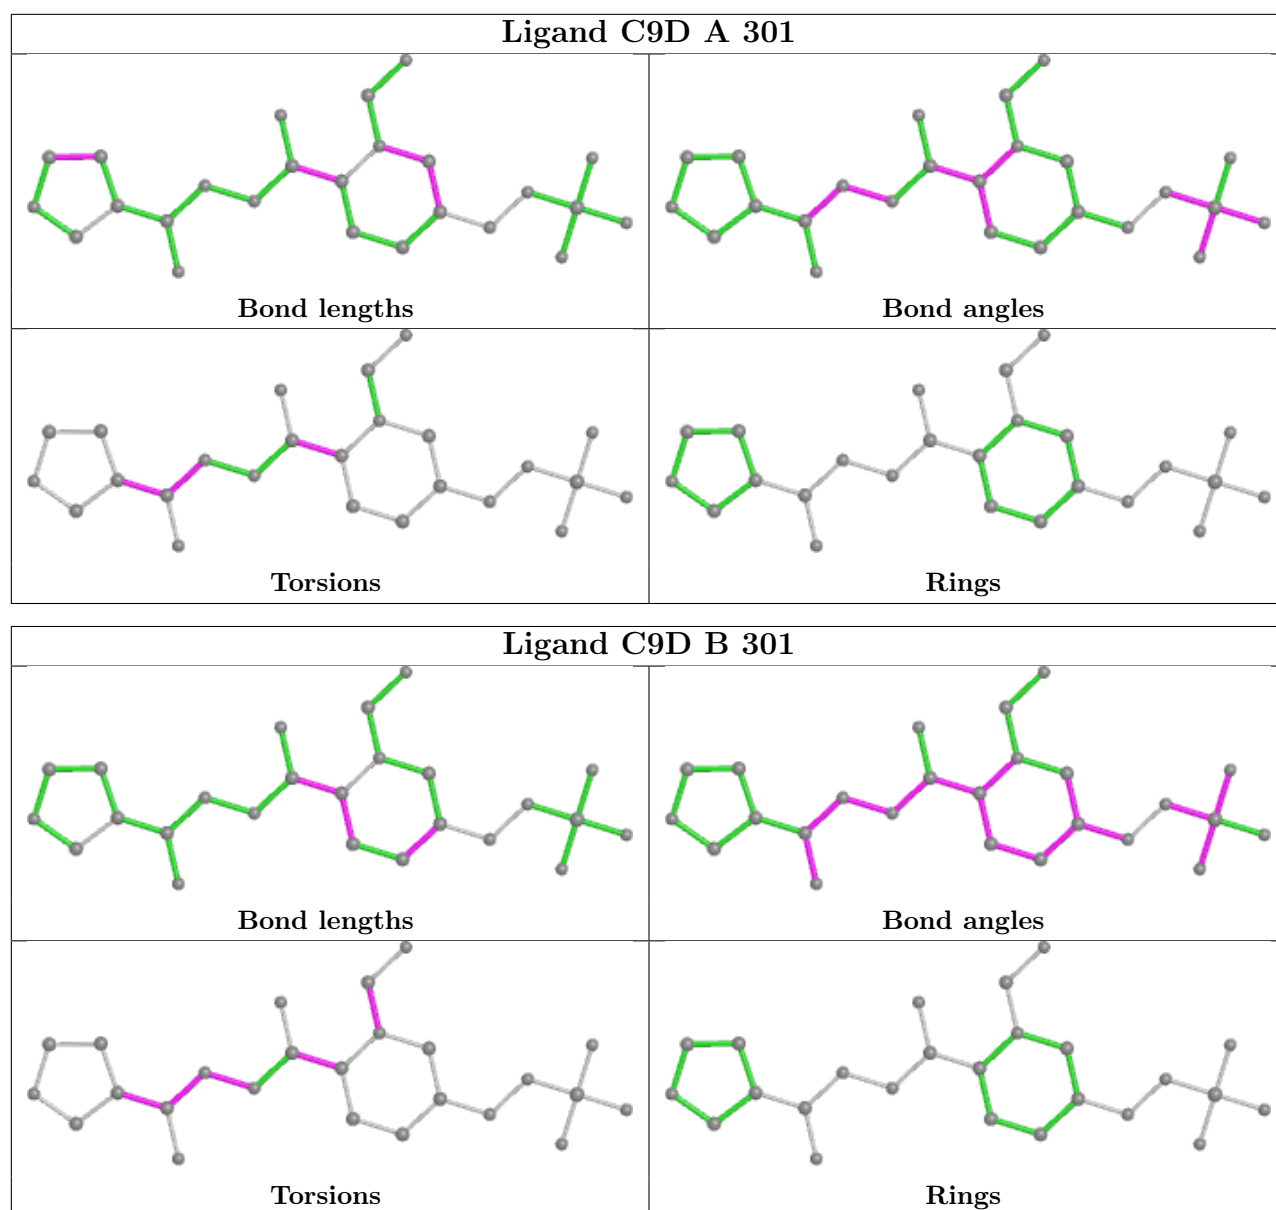 Ligand C9D A 301
Bond lengths
Bond angles
Torsions
Rings
Ligand C9D B 301
Bond lengths
Bond angles
Torsions
Rings